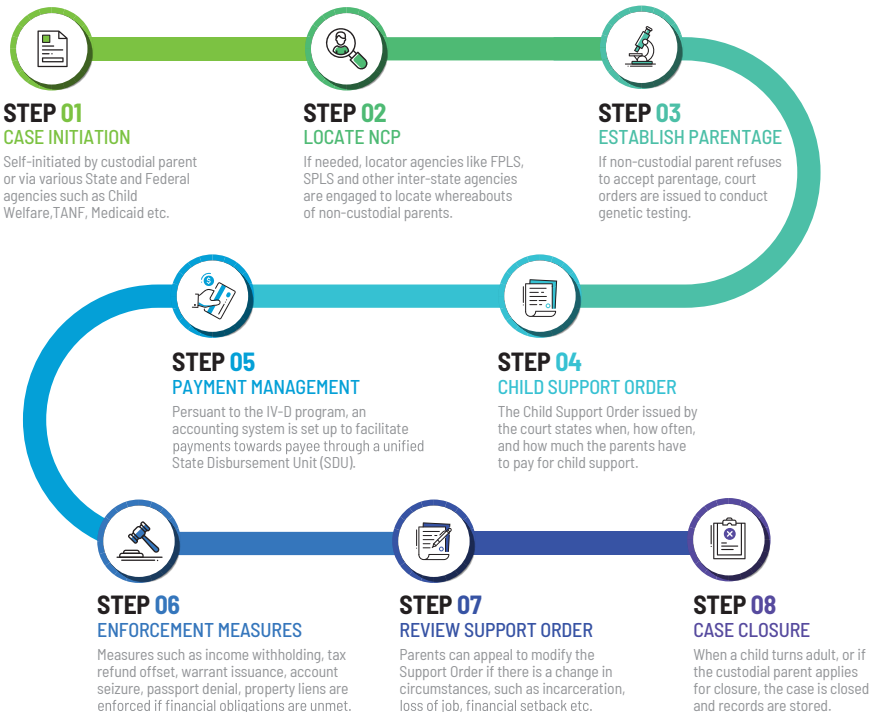 STEP 01
CASE INITIATION
Self-initiated by custodial parent
or via various State and Federal
agencies such as Child
Welfare,TANF, Medicaid etc.
STEP 02
LOCATE NCP
If needed, locator agencies like FPLS,
SPLS and other inter-state agencies
are engaged to locate whereabouts
of non-custodial parents.
STEP 03
ESTABLISH PARENTAGE
If non-custodial parent refuses
to accept parentage, court
orders are issued to conduct
genetic testing.
STEP 04
CHILD SUPPORT ORDER
The Child Support Order issued by
the court states when, how often,
and how much the parents have
to pay for child support.
$
STEP 05
PAYMENT MANAGEMENT
Persuant to the IV-D program, an
accounting system is set up to facilitate
payments towards payee through a unified
State Disbursement Unit (SDU).
STEP 06
ENFORCEMENT MEASURES
Measures such as income withholding, tax
refund offset, warrant issuance, account
seizure, passport denial, property liens are
enforced if financial obligations are unmet.
STEP 07
REVIEW SUPPORT ORDER
Parents can appeal to modify the
Support Order if there is a change in
circumstances, such as incarceration,
loss of job, financial setback etc.
STEP 08
CASE CLOSURE
When a child turns adult, or if
the custodial parent applies
for closure, the case is closed
and records are stored.